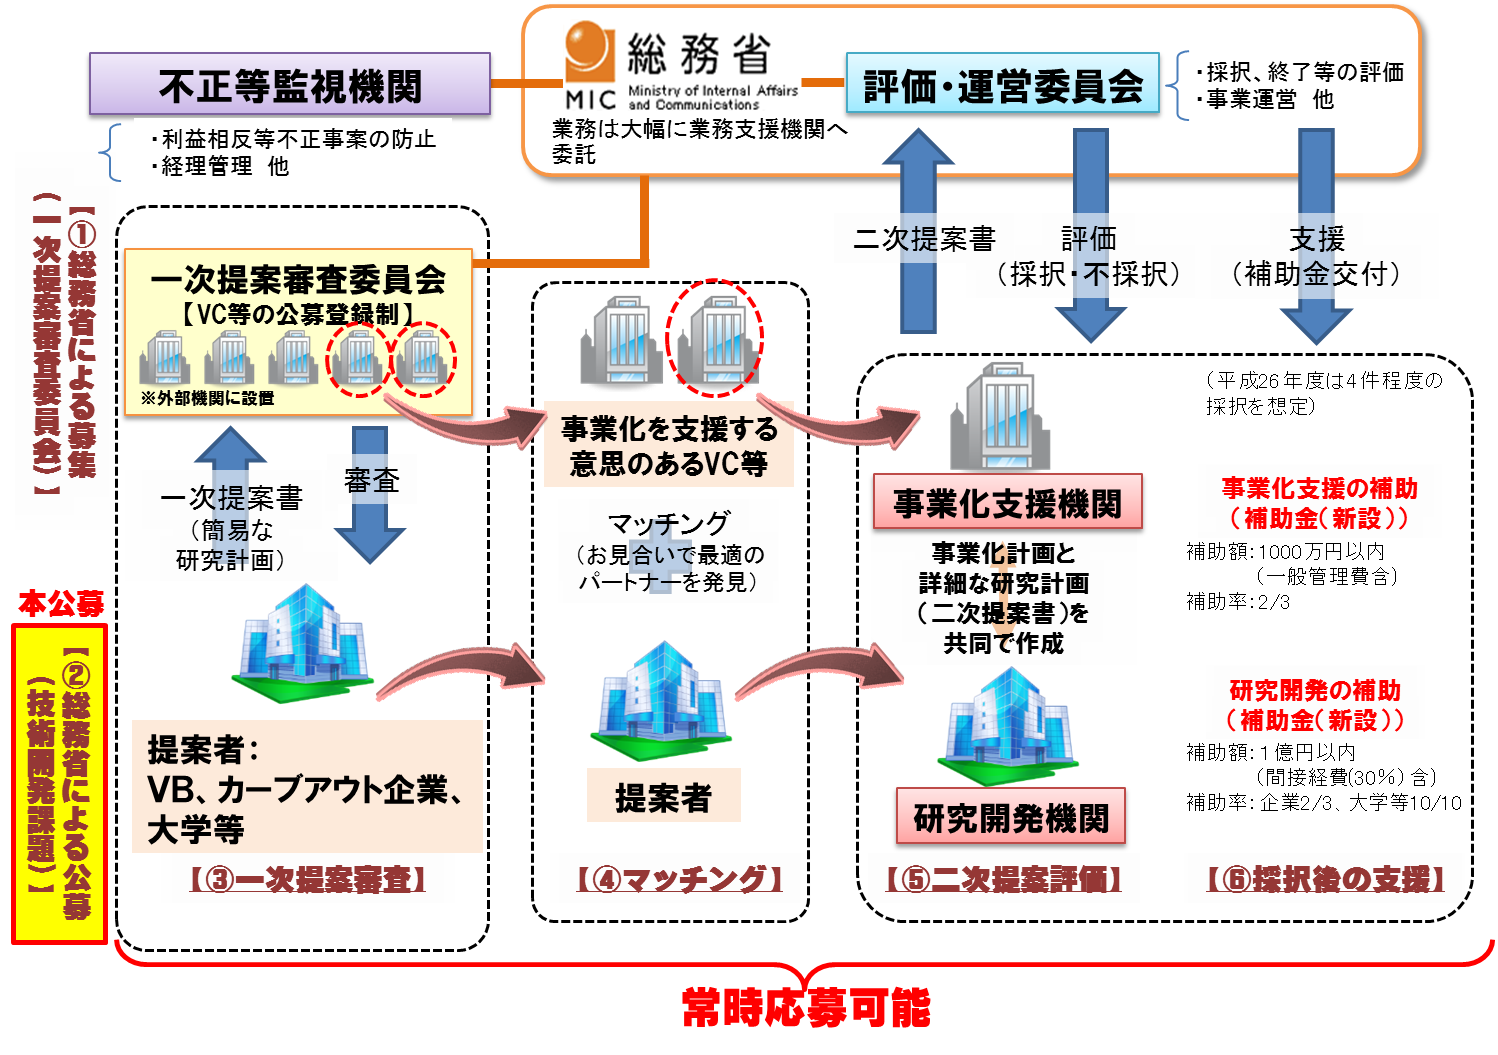 不正等監視機関
・利益相反等不正事案の防止
・経理管理　他
総務省
MIC
Ministry of Internal Affairs
and Communications
業務は大幅に業務支援機関へ
委託
評価・運営委員会
・採択、終了等の評価
・事業運営　他
【①総務省による募集
（一次提案審査委員会）】
一次提案審査委員会
【VC等の公募登録制】
※外部機関に設置
一次提案書
（簡易な
研究計画）
審査
二次提案書
評価
（採択・不採択）
支援
（補助金交付）
事業化を支援する
意思のあるVC等
マッチング
（お見合いで最適の
パートナーを発見）
事業化支援機関
事業化計画と
詳細な研究計画
（二次提案書）を
共同で作成
（平成26年度は4件程度の
採択を想定）
事業化支援の補助
（補助金（新設））
補助額：1000万円以内
（一般管理費含）
補助率：2/3
本公募
【②総務省による公募
（技術開発課題）】
提案者：
VB、カーブアウト企業、
大学等
提案者
研究開発機関
研究開発の補助
（補助金（新設））
補助額：１億円以内
（間接経費(30%）含）
補助率：企業2/3、大学等10/10
【③一次提案審査】
【④マッチング】
【⑤二次提案評価】
【⑥採択後の支援】
常時応募可能